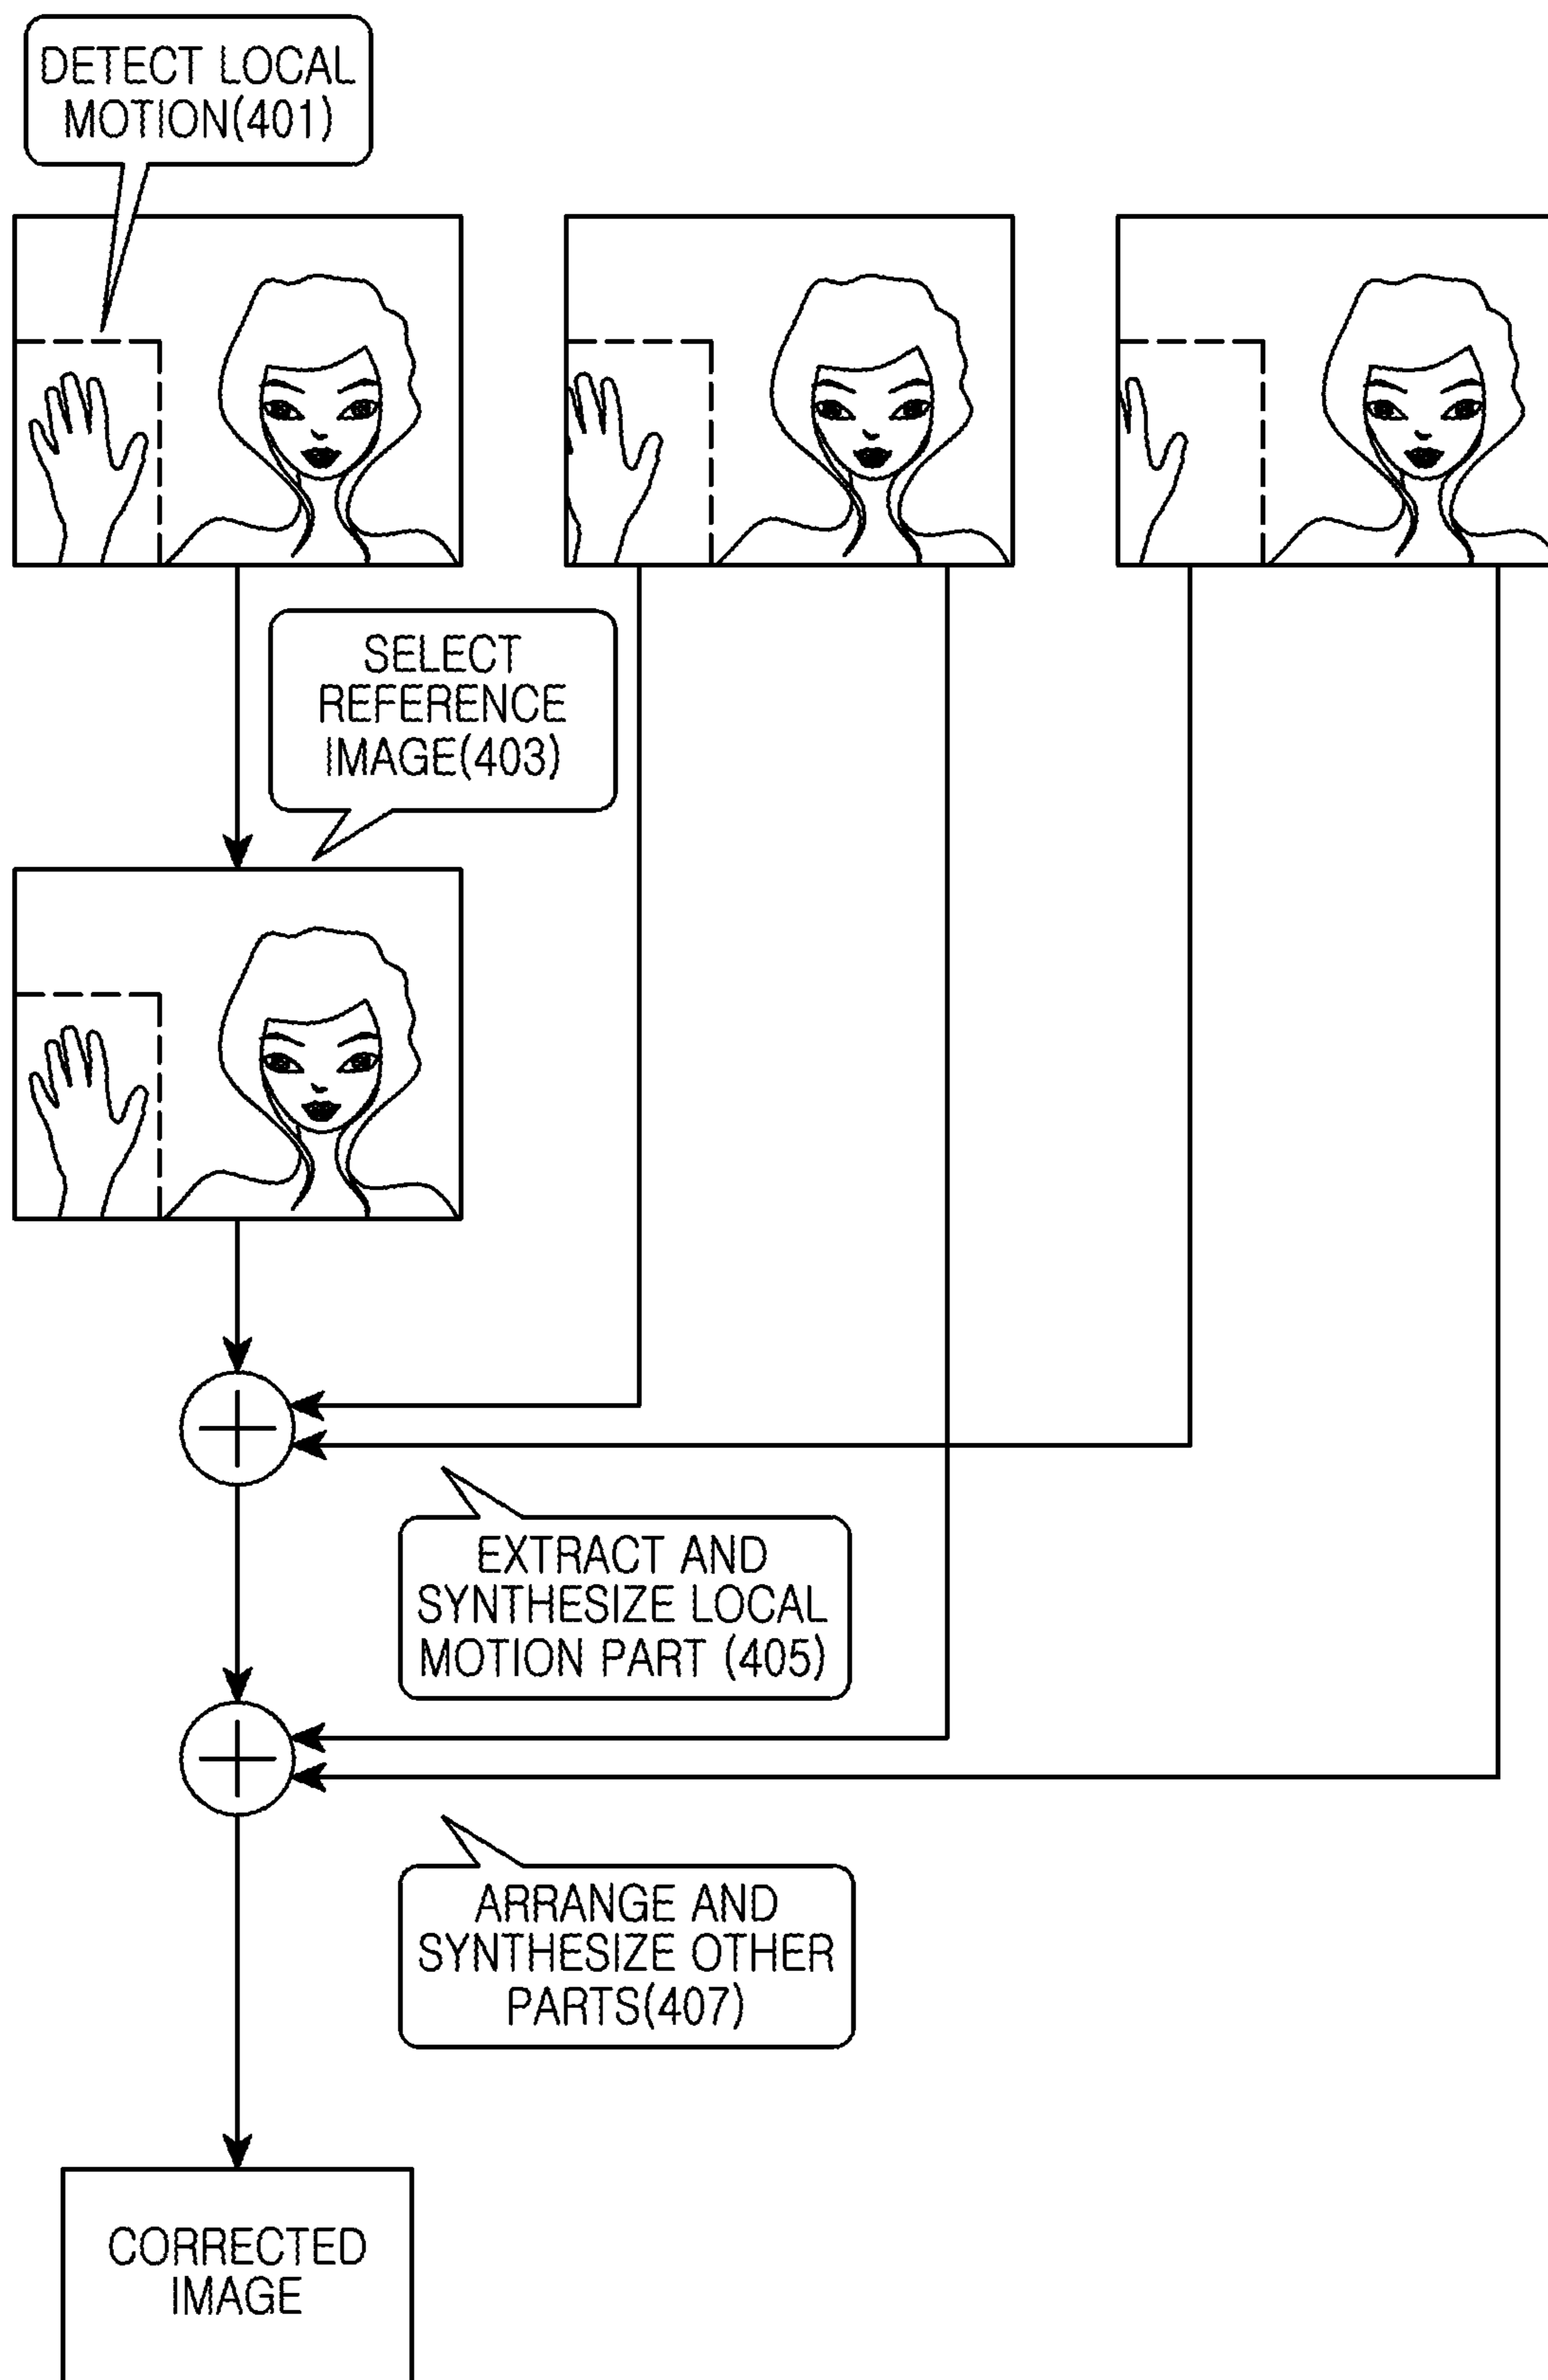 DETECT LOCAL
MOTION(401)
SELECT
REFERENCE
IMAGE(403)
EXTRACT AND
SYNTHESIZE LOCAL
MOTION PART (405)
ARRANGE AND
SYNTHESIZE OTHER
PARTS(407)
CORRECTED
IMAGE